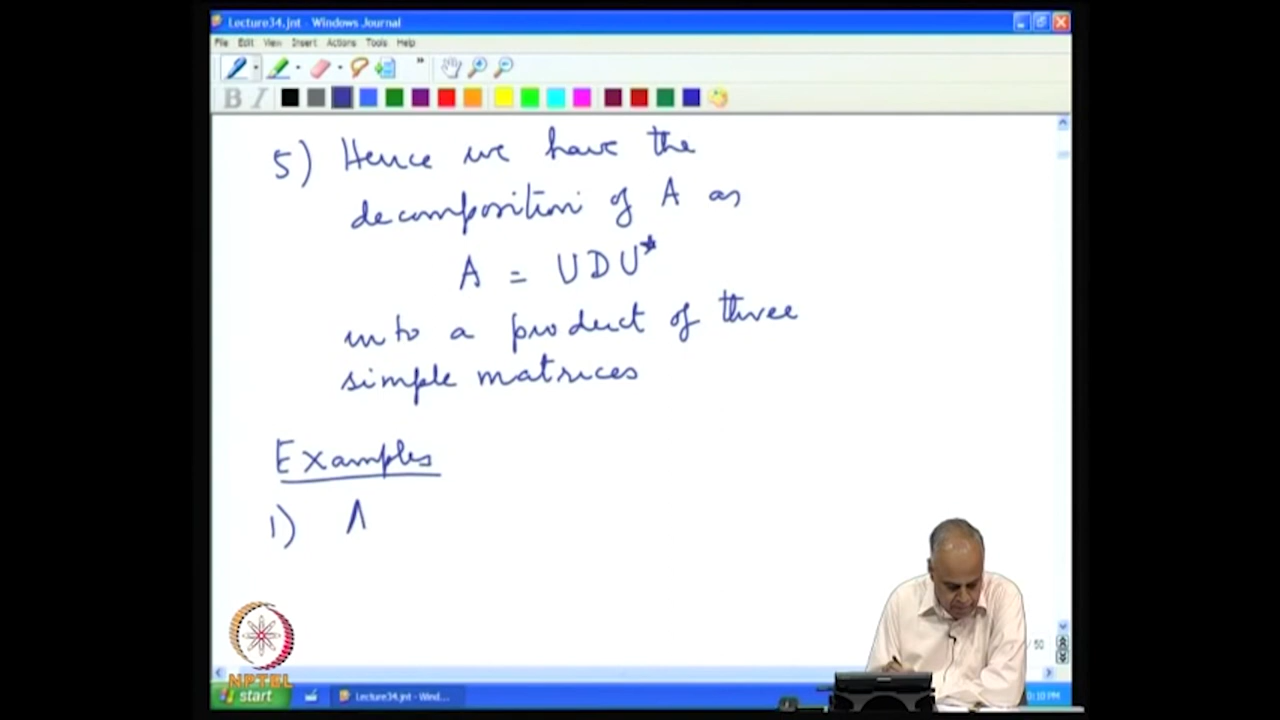 Lecture34.jnt - Windows Journal
File Edit View Insert Actions Tools Help
B I
5) Hence we have the
decomposition of A as
A = U D U*
into a product of three
simple matrices
Examples
1) A
/ 50
NPTEL
start
Lecture34.jnt - Wind...